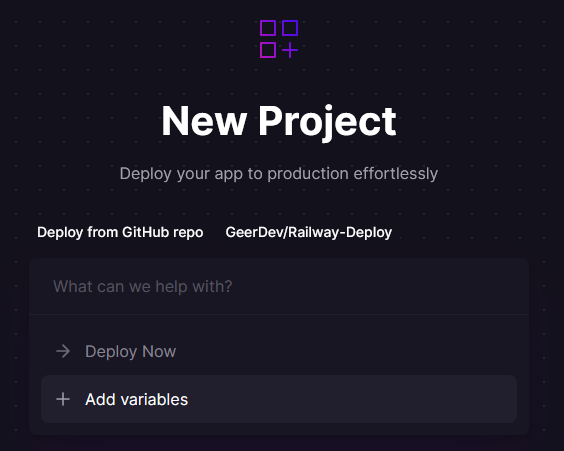 New Project
Deploy your app to production effortlessly
Deploy from GitHub repo GeerDev/Railway-Deploy
What can we help with?
Deploy Now
Add variables